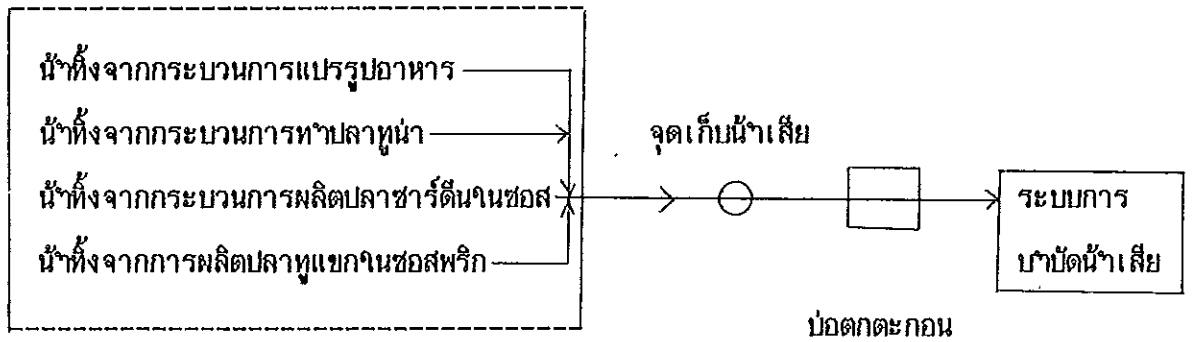 น้ำทิ้งจากกระบวนการแปรรูปอาหาร
น้ำทิ้งจากกระบวนการทำปลาทูน่า
จุดเก็บน้ำเสีย
น้ำทิ้งจากกระบวนการผลิตปลาซาร์ดีนในซอส
ระบบการ
น้ำทิ้งจากการผลิตปลาทูแขกในซอสพริก
บำบัดน้ำเสีย
บ่อตกตะกอน